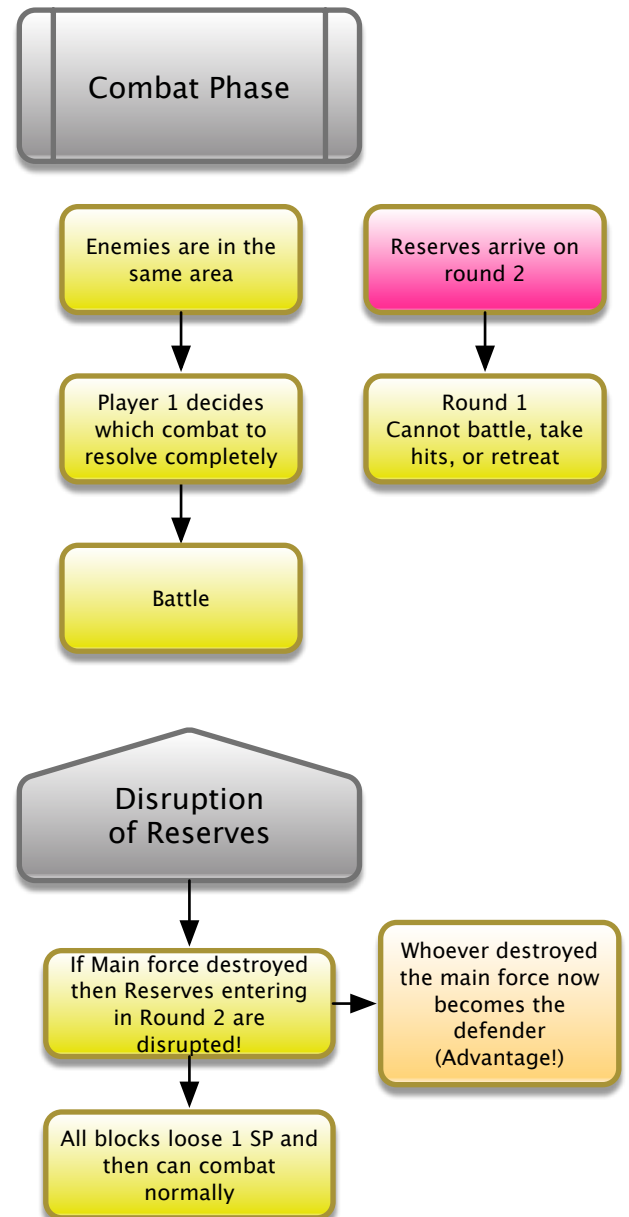 Combat Phase
Enemies are in the
same area
Reserves arrive on
round 2
Player 1 decides
which combat to
resolve completely
Round 1
Cannot battle, take
hits, or retreat
Battle
Disruption
of Reserves
If Main force destroyed
then Reserves entering
in Round 2 are
disrupted!
Whoever destroyed
the main force now
becomes the
defender
(Advantage!)
All blocks loose 1 SP and
then can combat
normally